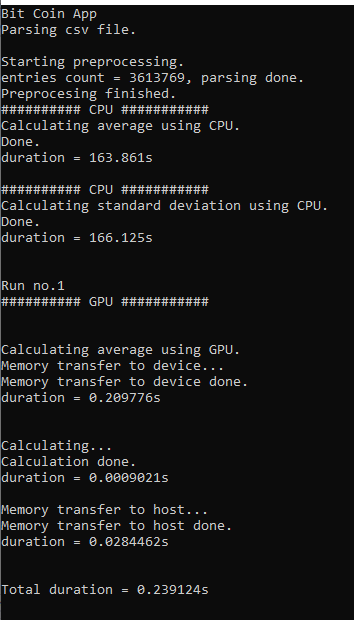 Bit Coin App
Parsing csv file.
Starting preprocessing.
entries count = 3613769, parsing done.
Preprocesing finished.
########## CPU ###########
Calculating average using CPU.
Done.
duration = 163.861s
########## CPU ###########
Calculating standard deviation using CPU.
Done.
duration = 166.125s
Run no.1
########## GPU ###########
Calculating average using GPU.
Memory transfer to device...
Memory transfer to device done.
duration = 0.209776s
Calculating...
Calculation done.
duration = 0.0009021s
Memory transfer to host...
Memory transfer to host done.
duration = 0.0284462s
Total duration = 0.239124s